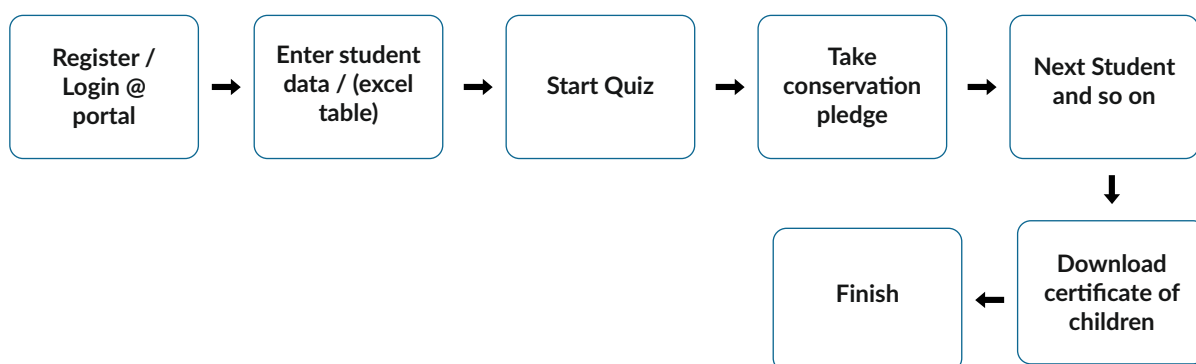 Register /
Login @
portal
Enter student
data / (excel
table)
Start Quiz
Take
conservation
pledge
Next Student
and so on
Download
certificate of
children
Finish